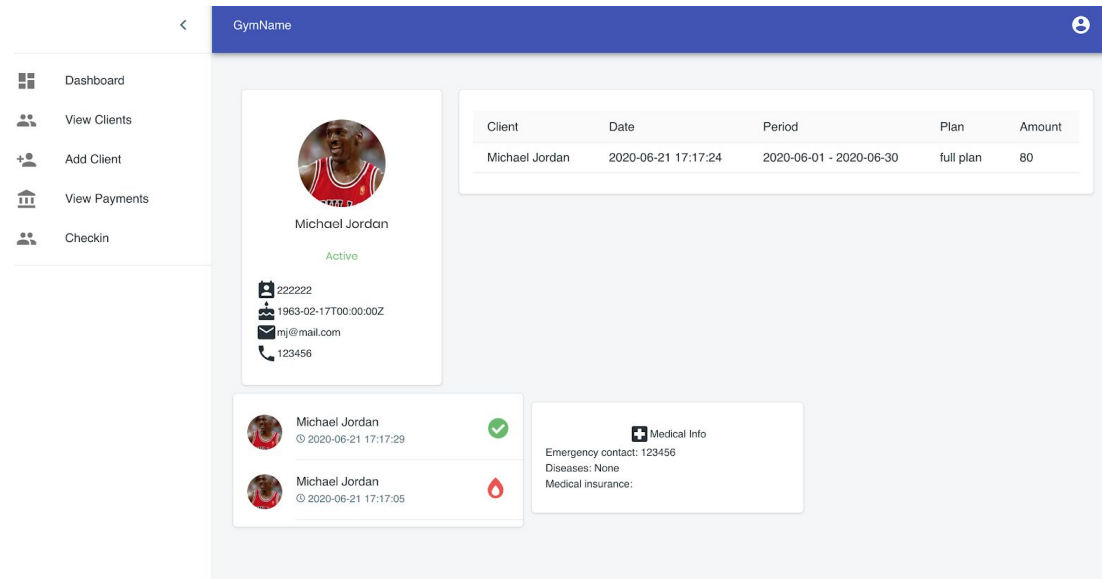 GymName
Dashboard
View Clients
Add Client
View Payments
Checkin
Michael Jordan
Active
222222
1963-02-17T00:00:00Z
mj@mail.com
123456
Client Date Period Plan Amount
Michael Jordan 2020-06-21 17:17:24 2020-06-01 - 2020-06-30 full plan 80
Michael Jordan
2020-06-21 17:17:29
Michael Jordan
2020-06-21 17:17:05
Medical Info
Emergency contact: 123456
Diseases: None
Medical insurance: